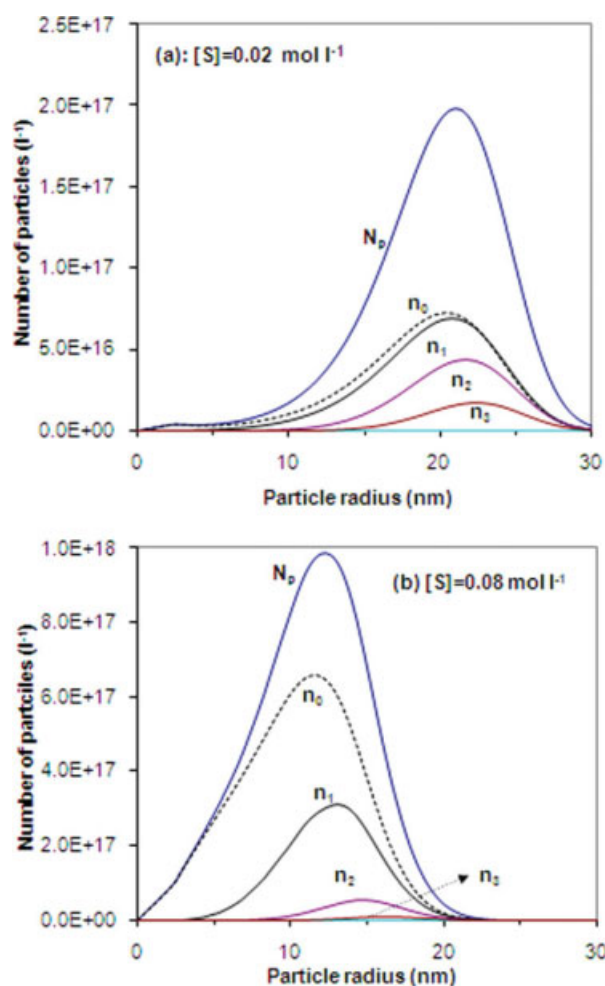 2.5E+17
(a): [S]=0.02 mol l⁻¹
2.0E+17
1.5E+17
1.0E+17
5.0E+16
0.0E+00
Number of particles (l⁻¹)
Nₚ
n₀
n₁
n₂
n₃
0 10 20 30
Particle radius (nm)
1.0E+18
(b) [S]=0.08 mol l⁻¹
8.0E+17
6.0E+17
4.0E+17
2.0E+17
0.0E+00
Number of partciles (l⁻¹)
Nₚ
n₀
n₁
n₂
n₃
0 10 20 30
Particle radius (nm)